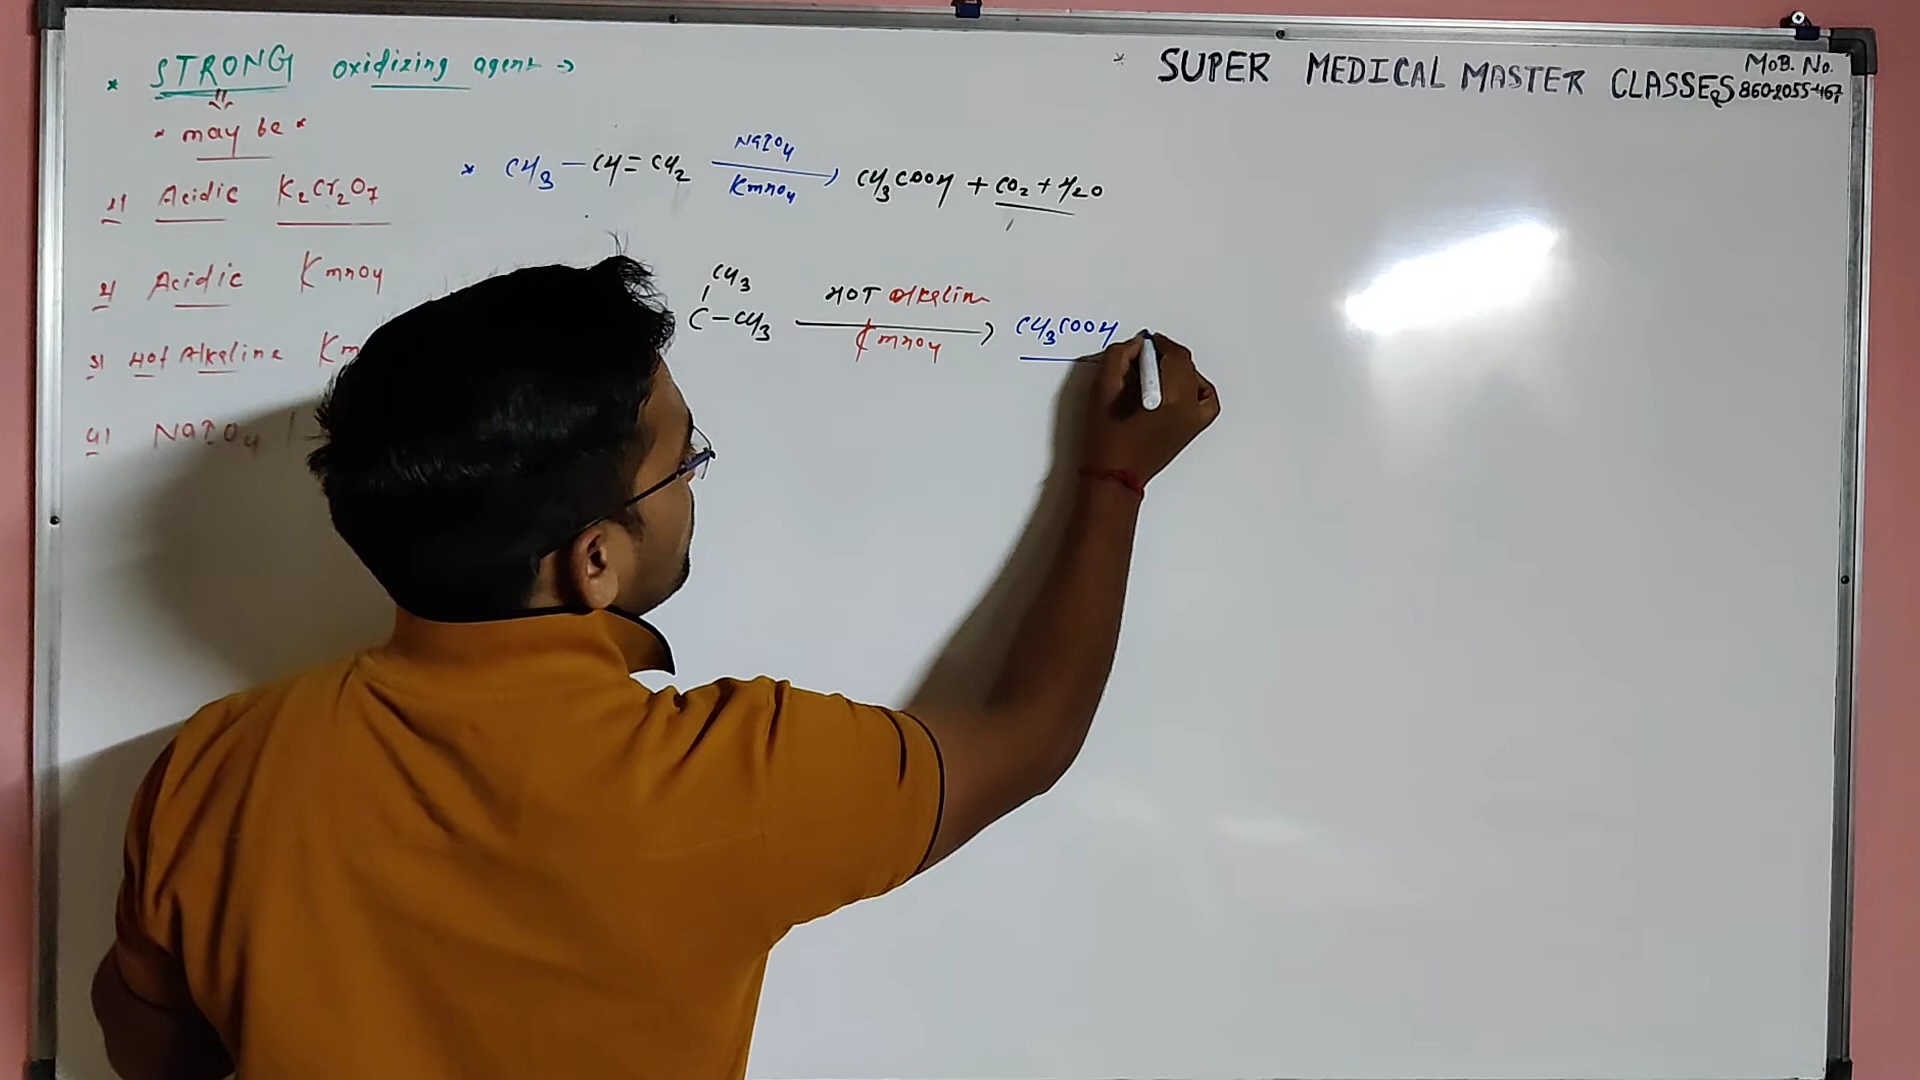 * STRONG oxidizing agent →
* SUPER MEDICAL MASTER CLASSES
MOB. No.
860-2055-467
* may be *
1) Acidic K₂Cr₂O₇
2) Acidic KmnO₄
3) Hot Alkaline Km
4) NaIO₄ /
* CH₃ — CH = CH₂ NaIO₄ KmnO₄ → CH₃COOH + CO₂ + H₂O
CH₃
C — CH₃ HOT alkelin KmnO₄ → CH₃COOH